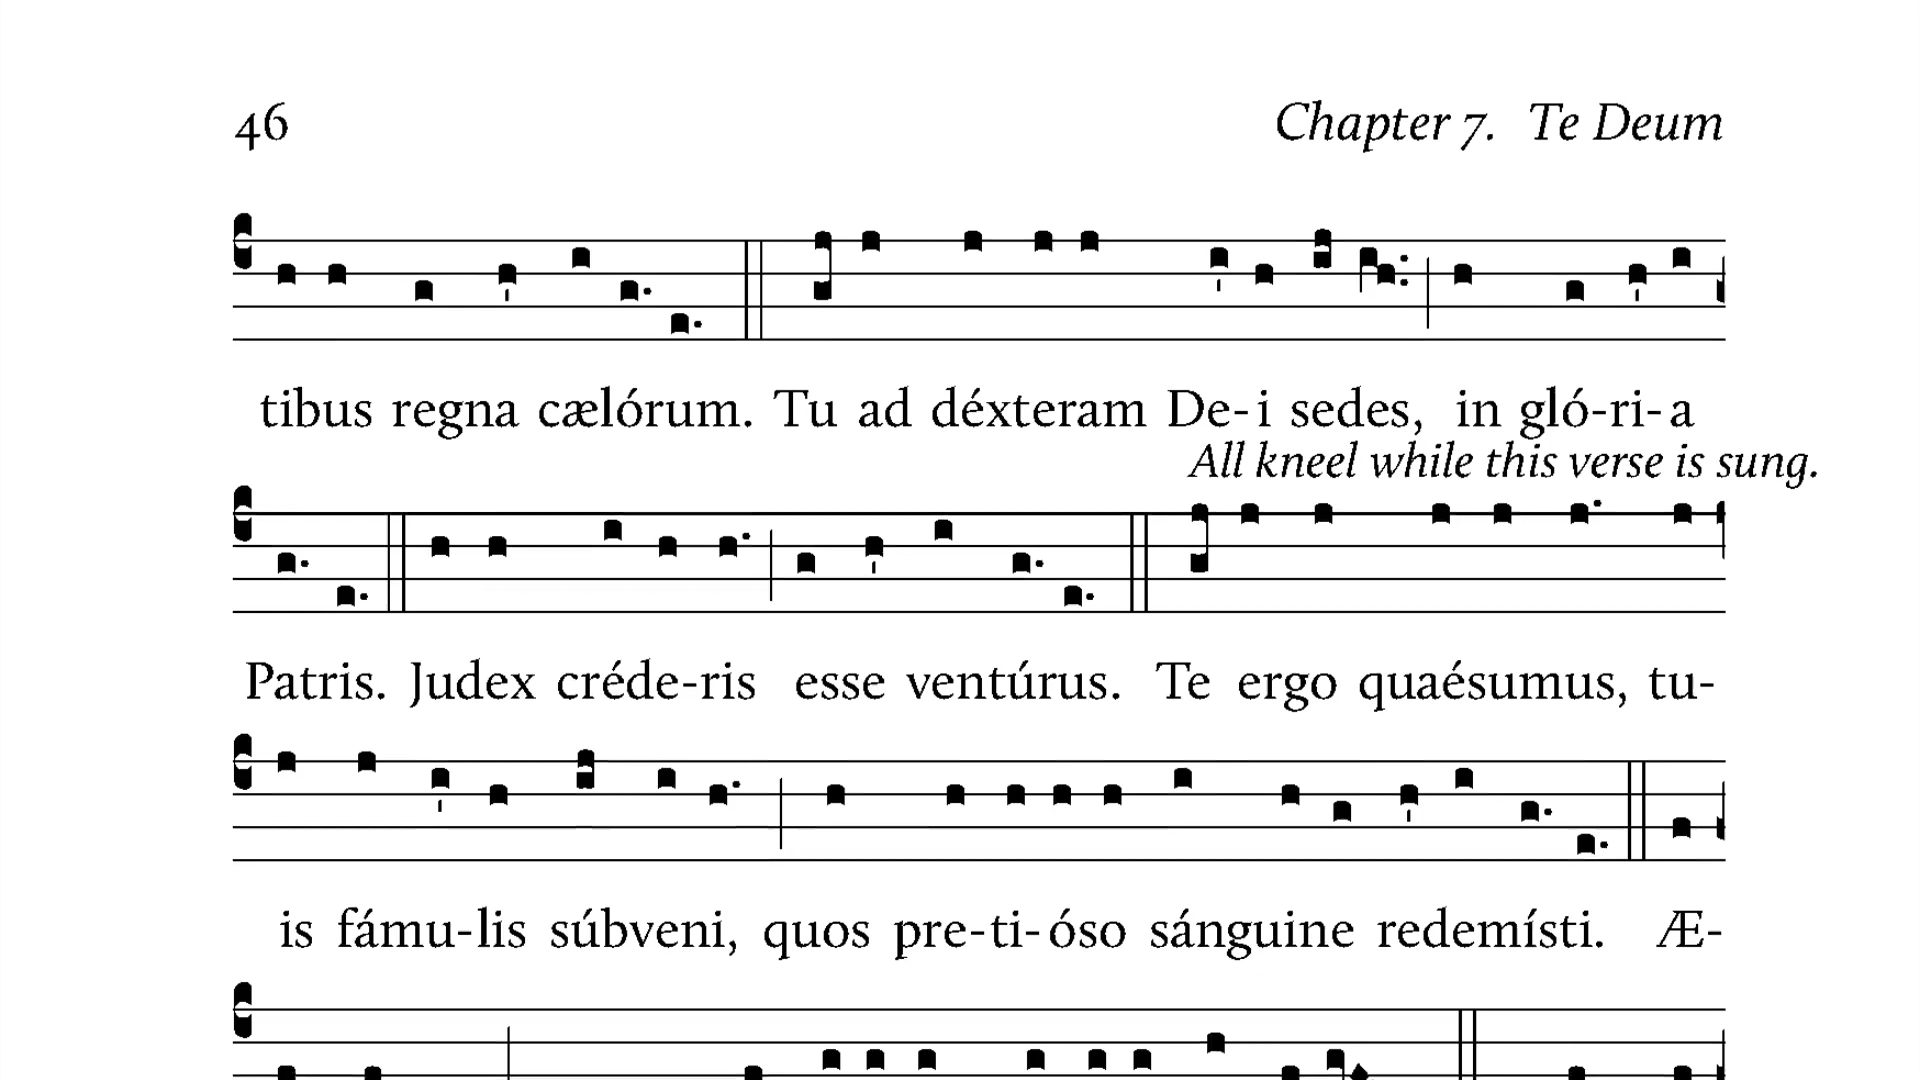 46 Chapter 7. Te Deum
tibus regna cælórum. Tu ad déxteram De-i sedes, in gló-ri-a
All kneel while this verse is sung.
Patris. Judex créde-ris esse ventúrus. Te ergo quaésumus, tu-
is fámu-lis súbveni, quos pre-ti-óso sánguine redemísti. Æ-